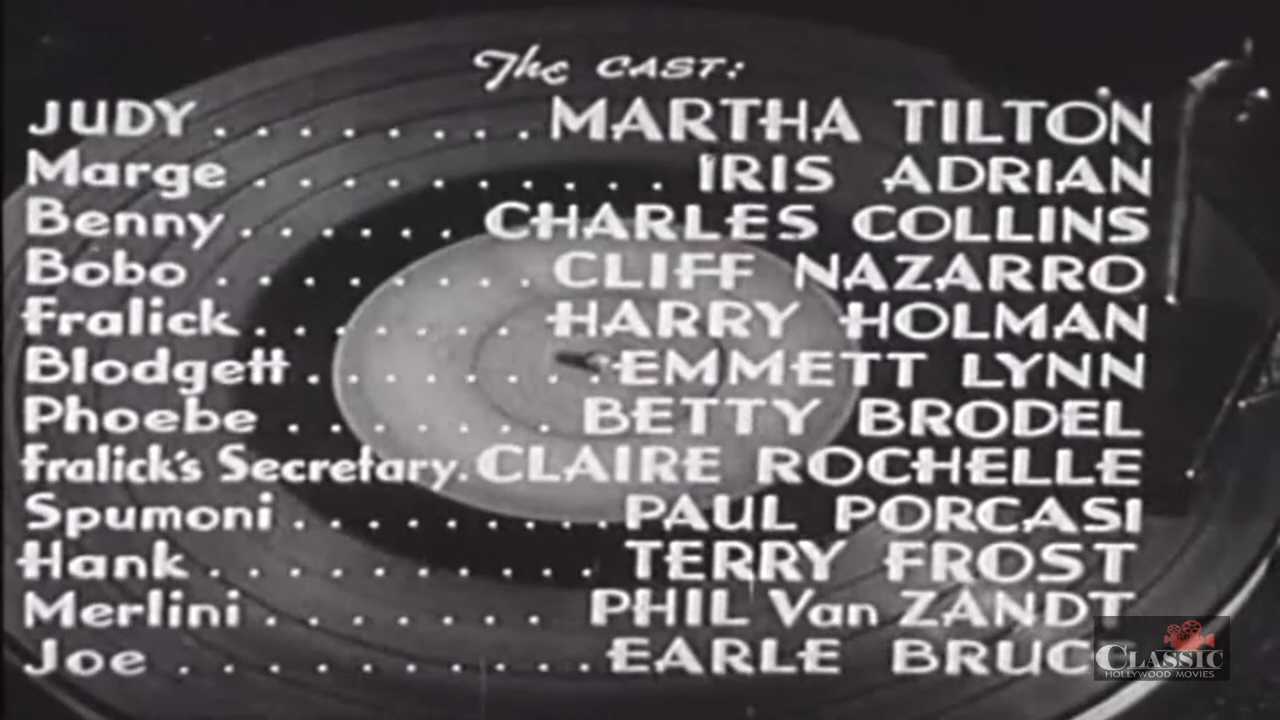 The CAST:
JUDY........MARTHA TILTON
Marge...........IRIS ADRIAN
Benny......CHARLES COLLINS
Bobo........CLIFF NAZARRO
Fralick.......HARRY HOLMAN
Blodgett........EMMETT LYNN
Phoebe.......BETTY BRODEL
Fralick's Secretary.CLAIRE ROCHELLE
Spumoni.........PAUL PORCASI
Hank...........TERRY FROST
Merlini.......PHIL Van ZANDT
Joe...........EARLE BRUCE
CLASSIC
HOLLYWOOD MOVIES